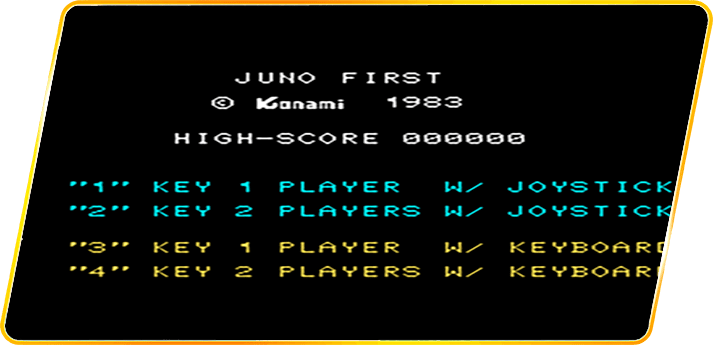 JUNO FIRST
© Konami 1983
HIGH-SCORE 000000
"1" KEY 1 PLAYER W/ JOYSTICK
"2" KEY 2 PLAYERS W/ JOYSTICK
"3" KEY 1 PLAYER W/ KEYBOARD
"4" KEY 2 PLAYERS W/ KEYBOAR